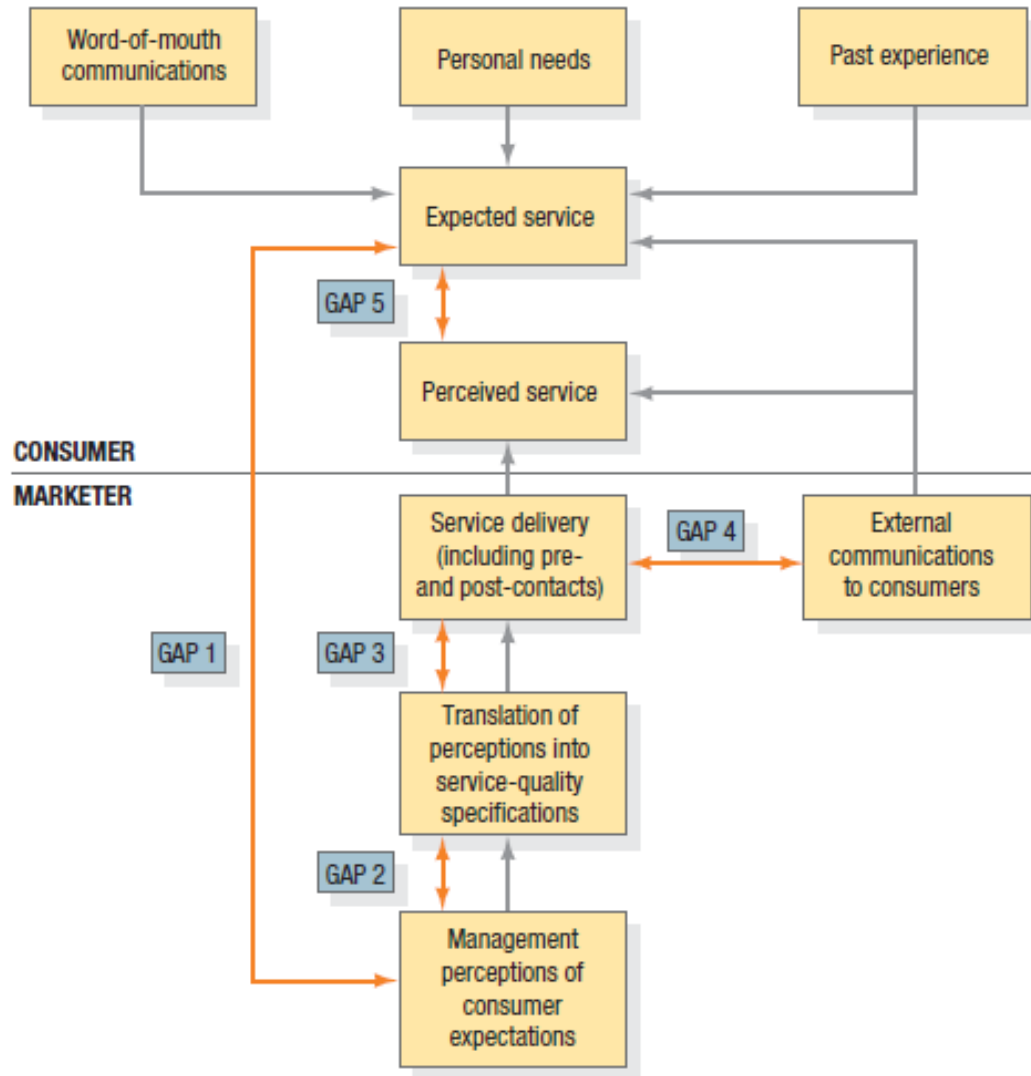 Word-of-mouth
communications
Personal needs
Past experience
Expected service
GAP 5
Perceived service
CONSUMER
MARKETER
Service delivery
(including pre-
and post-contacts)
GAP 4
External
communications
to consumers
GAP 1
GAP 3
Translation of
perceptions into
service-quality
specifications
GAP 2
Management
perceptions of
consumer
expectations